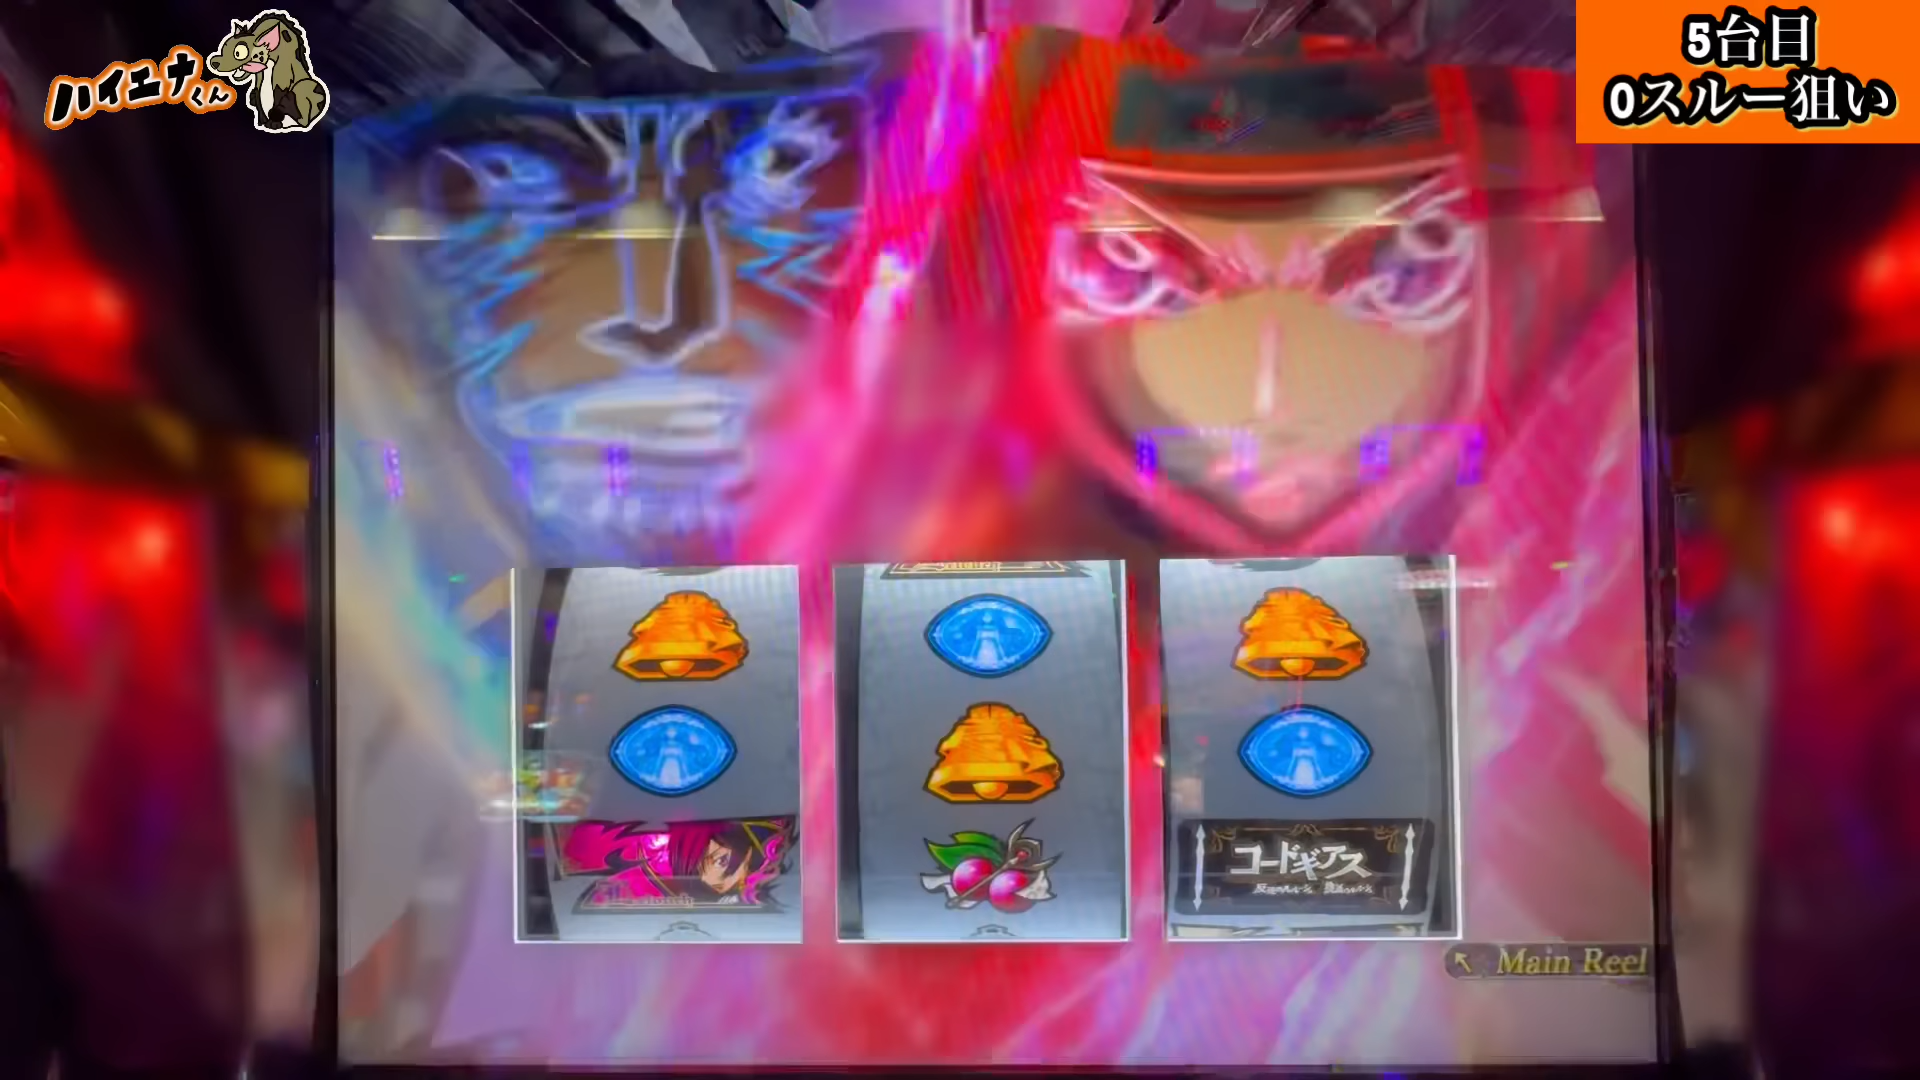 ハイエナくん
5台目
0スルー狙い
コードギアス
Main Reel